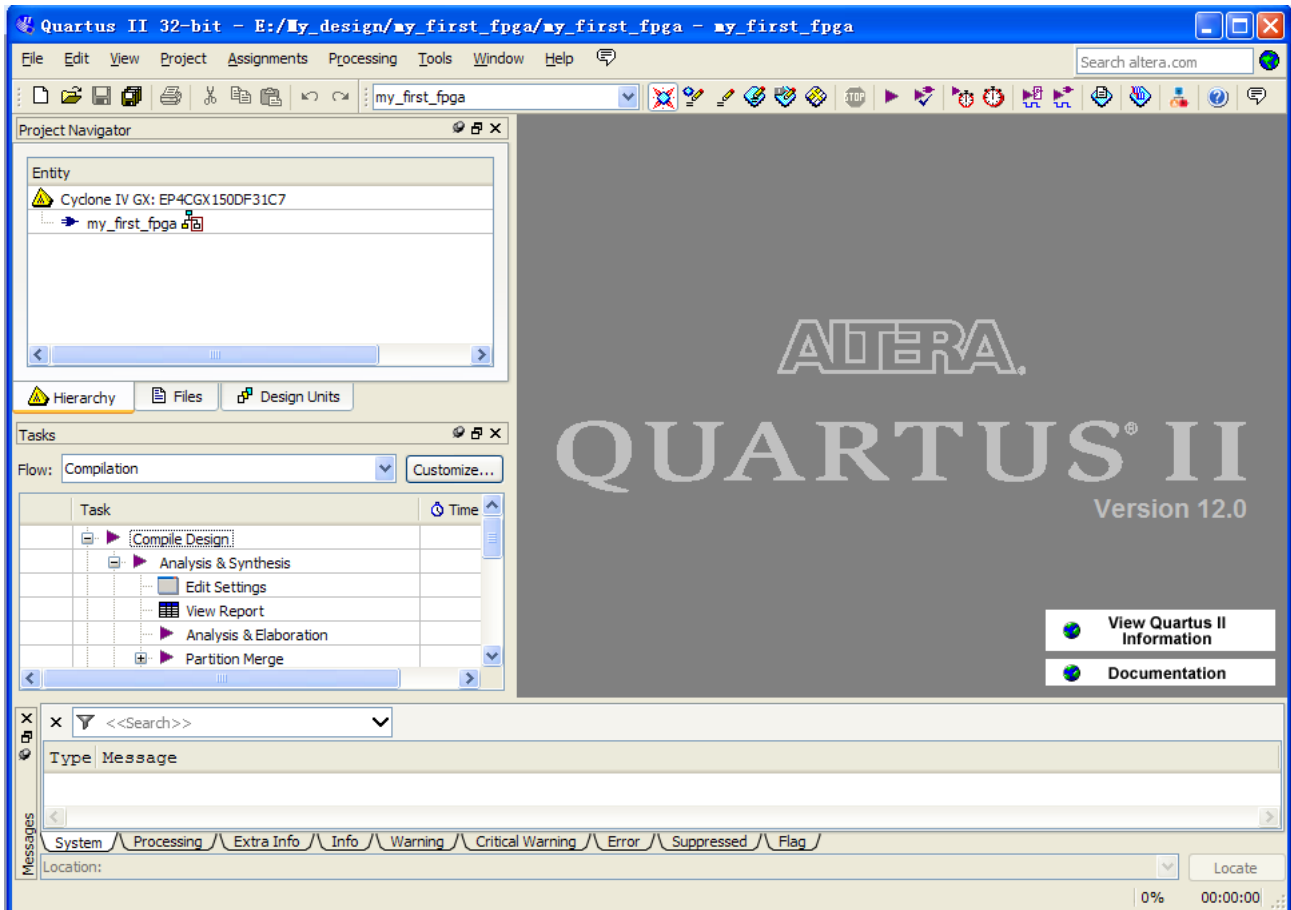 Quartus II 32-bit - E:/My_design/my_first_fpga/my_first_fpga - my_first_fpga
File Edit View Project Assignments Processing Tools Window Help
Search altera.com
my_first_fpga
STOP
Project Navigator
Entity
Cyclone IV GX: EP4CGX150DF31C7
my_first_fpga
Hierarchy Files Design Units
Tasks
Flow: Compilation Customize...
Task Time
Compile Design
Analysis & Synthesis
Edit Settings
View Report
Analysis & Elaboration
Partition Merge
ALTERA®
QUARTUS® II
Version 12.0
View Quartus II
Information
Documentation
<<Search>>
Type Message
Messages
System Processing Extra Info Info Warning Critical Warning Error Suppressed Flag
Location: Locate
0% 00:00:00